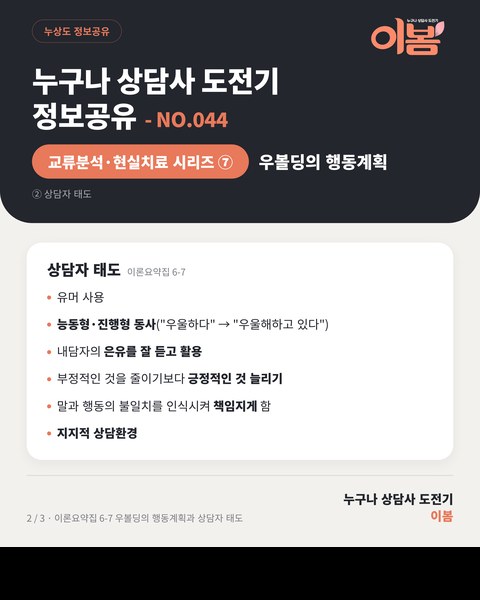 누상도 정보공유
누구나 상담사 도전기
이봄
누구나 상담사 도전기
정보공유 - NO.044
교류분석·현실치료 시리즈 ⑦ 우볼딩의 행동계획
② 상담자 태도
상담자 태도 이론요약집 6-7
• 유머 사용
• 능동형·진행형 동사("우울하다" → "우울해하고 있다")
• 내담자의 은유를 잘 듣고 활용
• 부정적인 것을 줄이기보다 긍정적인 것 늘리기
• 말과 행동의 불일치를 인식시켜 책임지게 함
• 지지적 상담환경
누구나 상담사 도전기
2 / 3 · 이론요약집 6-7 우볼딩의 행동계획과 상담자 태도
이봄